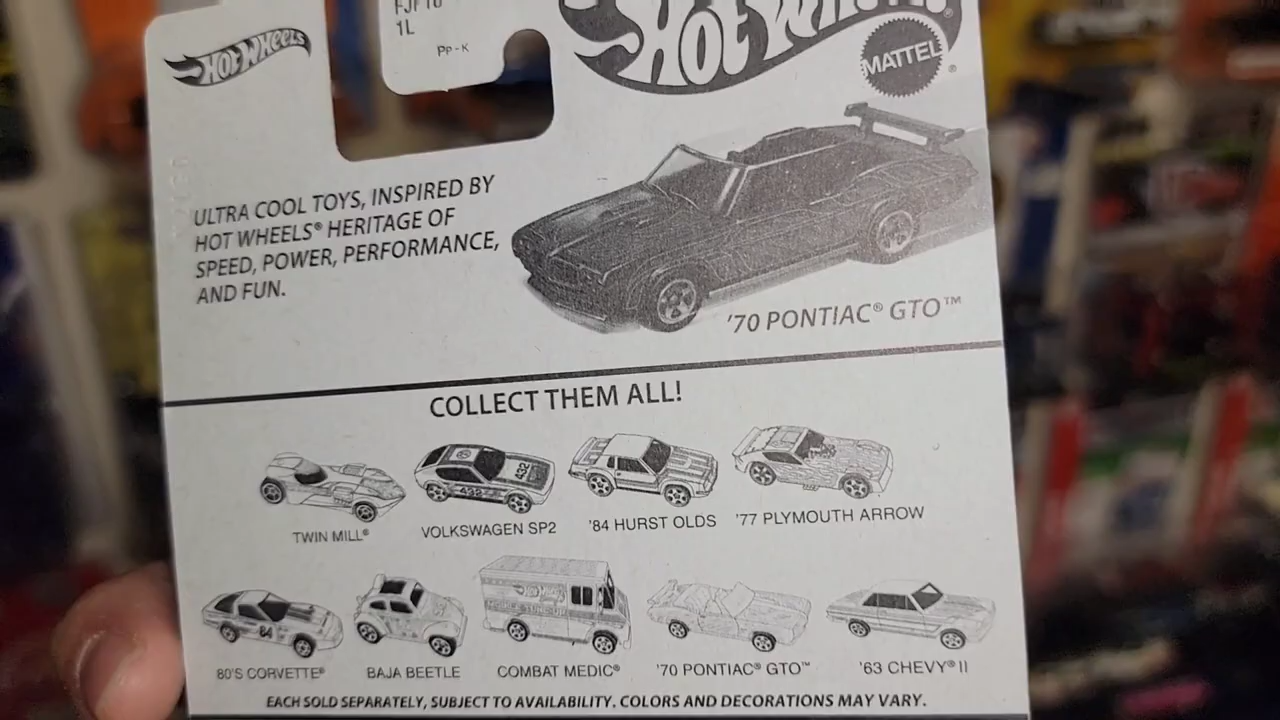 1L
PP-K
HOT WHEELS
HOT WHEELS
MATTEL®
ULTRA COOL TOYS, INSPIRED BY
HOT WHEELS® HERITAGE OF
SPEED, POWER, PERFORMANCE,
AND FUN.
'70 PONTIAC® GTO™
COLLECT THEM ALL!
TWIN MILL®
VOLKSWAGEN SP2
'84 HURST OLDS
'77 PLYMOUTH ARROW
80'S CORVETTE®
BAJA BEETLE
COMBAT MEDIC®
'70 PONTIAC® GTO™
'63 CHEVY® II
EACH SOLD SEPARATELY, SUBJECT TO AVAILABILITY. COLORS AND DECORATIONS MAY VARY.